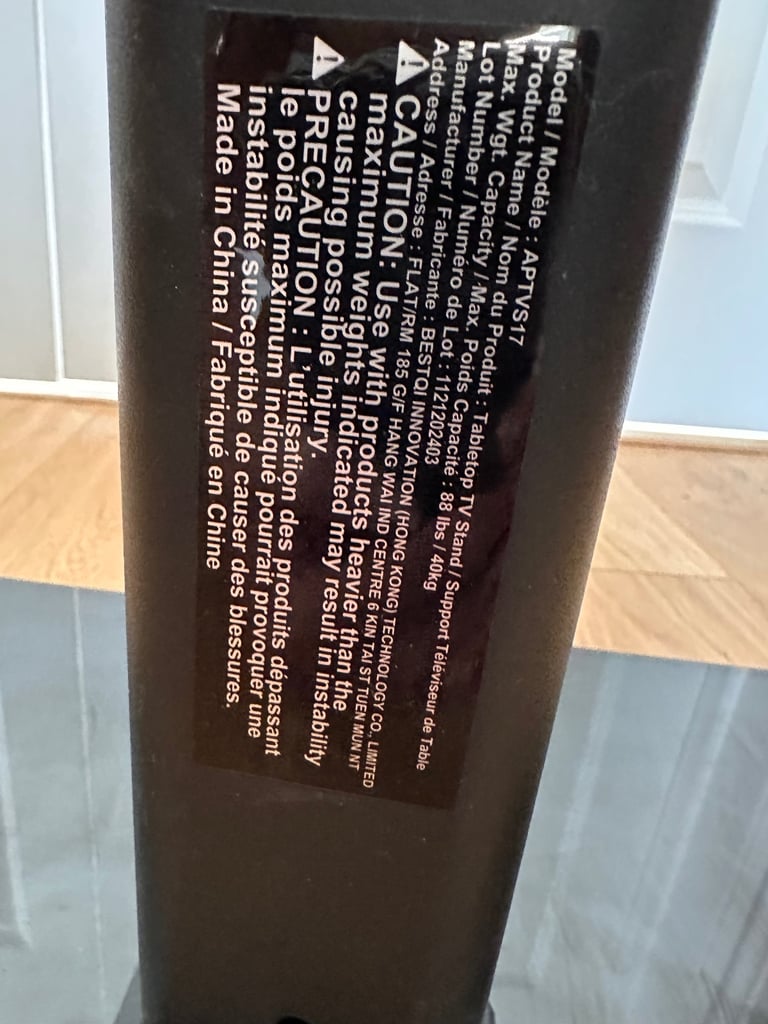 Model / Modèle : APTVS17
Product Name / Nom du Produit : Tabletop TV Stand / Support Téléviseur de Table
Max. Wgt. Capacity / Max. Poids Capacité : 88 lbs / 40kg
Lot Number / Numéro de Lot : 1121202403
Manufacturer / Fabricante : BESTQI INNOVATION (HONG KONG) TECHNOLOGY CO., LIMITED
Address / Adresse : FLAT/RM 185 G/F HANG WAI IND CENTRE 6 KIN TAI ST TUEN MUN NT
CAUTION: Use with products heavier than the
maximum weights indicated may result in instability
causing possible injury.
PRECAUTION : L'utilisation des produits dépassant
le poids maximum indiqué pourrait provoquer une
instabilité susceptible de causer des blessures.
Made in China / Fabriqué en Chine